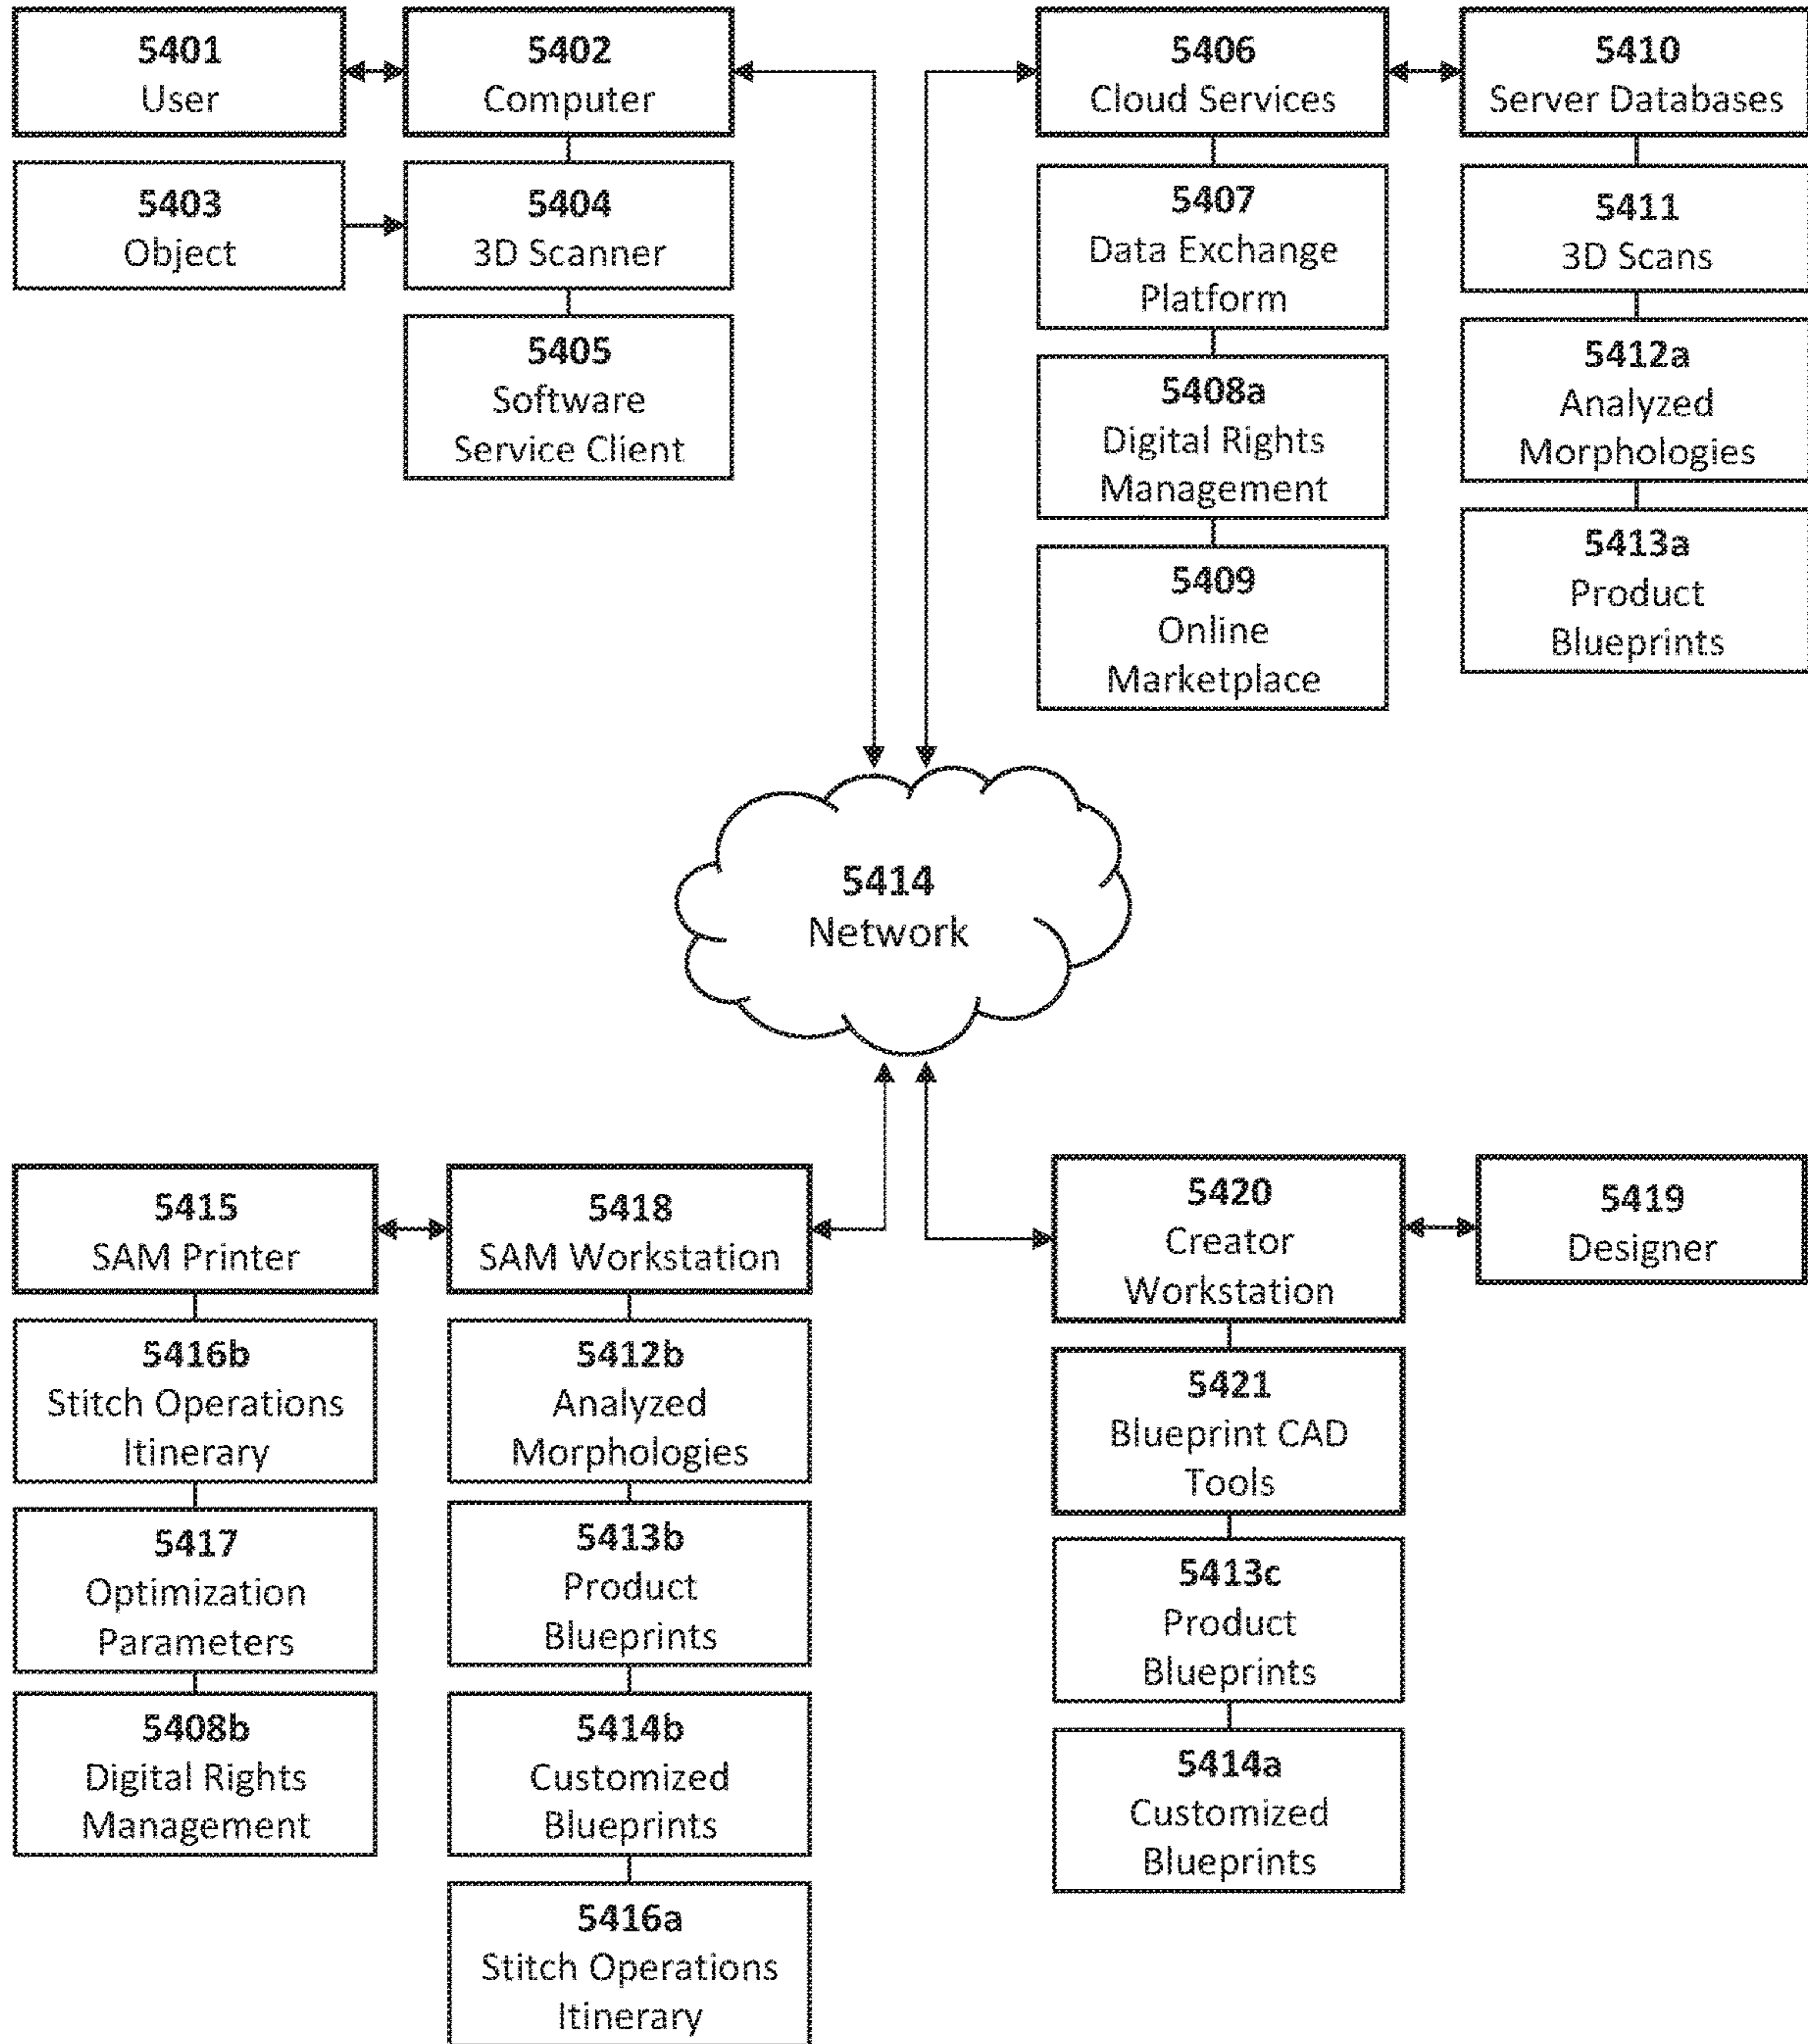 5401
User
5402
Computer
5403
Object
5404
3D Scanner
5405
Software
Service Client
5406
Cloud Services
5407
Data Exchange
Platform
5408a
Digital Rights
Management
5409
Online
Marketplace
5410
Server Databases
5411
3D Scans
5412a
Analyzed
Morphologies
5413a
Product
Blueprints
5414
Network
5415
SAM Printer
5416b
Stitch Operations
Itinerary
5417
Optimization
Parameters
5408b
Digital Rights
Management
5418
SAM Workstation
5412b
Analyzed
Morphologies
5413b
Product
Blueprints
5414b
Customized
Blueprints
5416a
Stitch Operations
Itinerary
5420
Creator
Workstation
5421
Blueprint CAD
Tools
5413c
Product
Blueprints
5414a
Customized
Blueprints
5419
Designer